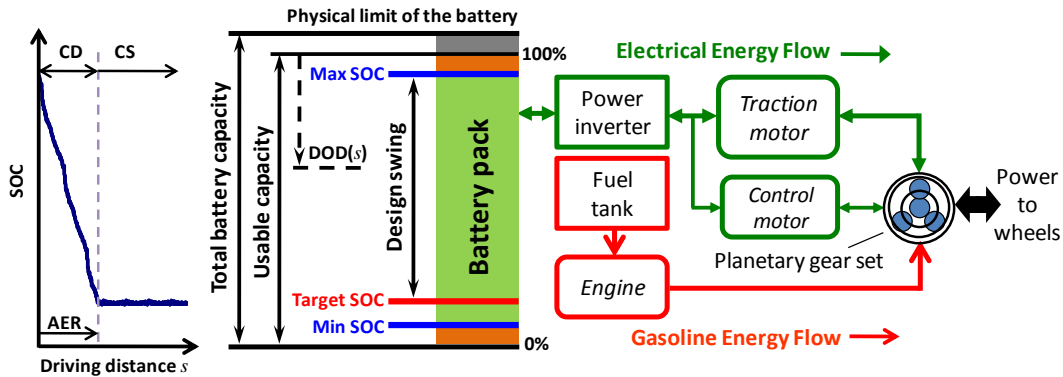 SOC
CD
CS
AER
Driving distance s
Physical limit of the battery
Total battery capacity
Usable capacity
DOD(s)
Design swing
Max SOC
Target SOC
Min SOC
Battery pack
100%
0%
Electrical Energy Flow
Power
inverter
Traction
motor
Fuel
tank
Control
motor
Engine
Planetary gear set
Power
to
wheels
Gasoline Energy Flow